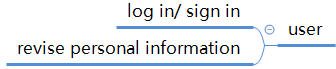 log in/ sign in
user
revise personal information